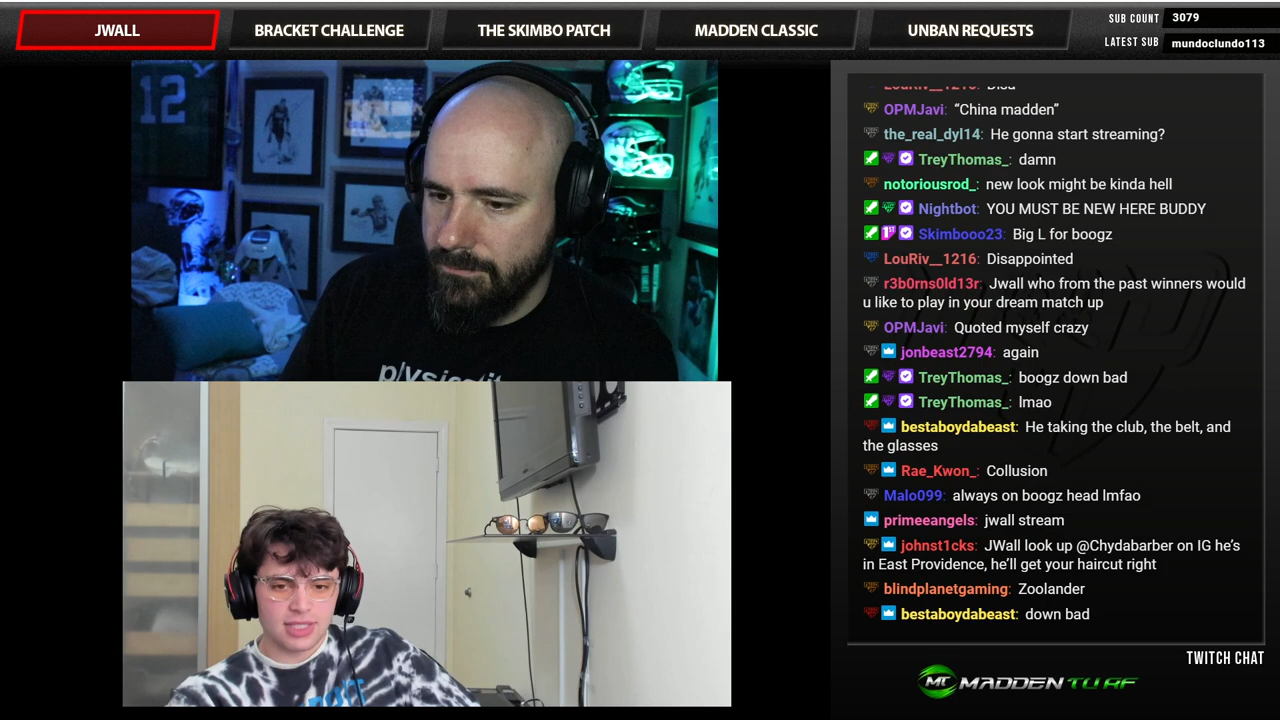 JWALL
BRACKET CHALLENGE
THE SKIMBO PATCH
MADDEN CLASSIC
UNBAN REQUESTS
SUB COUNT 3079
LATEST SUB mundoclundo113
12
OPMJavi: “China madden”
the_real_dyl14: He gonna start streaming?
TreyThomas_: damn
notoriousrod_: new look might be kinda hell
Nightbot: YOU MUST BE NEW HERE BUDDY
Skimbooo23: Big L for boogz
LouRiv__1216: Disappointed
r3b0rns0ld13r: Jwall who from the past winners would
u like to play in your dream match up
OPMJavi: Quoted myself crazy
jonbeast2794: again
TreyThomas_: boogz down bad
TreyThomas_: lmao
bestaboydabeast: He taking the club, the belt, and
the glasses
Rae_Kwon_: Collusion
Malo099: always on boogz head lmfao
primeeangels: jwall stream
johnst1cks: JWall look up @Chydabarber on IG he’s
in East Providence, he’ll get your haircut right
blindplanetgaming: Zoolander
bestaboydabeast: down bad
TWITCH CHAT
MT MADDEN TURF